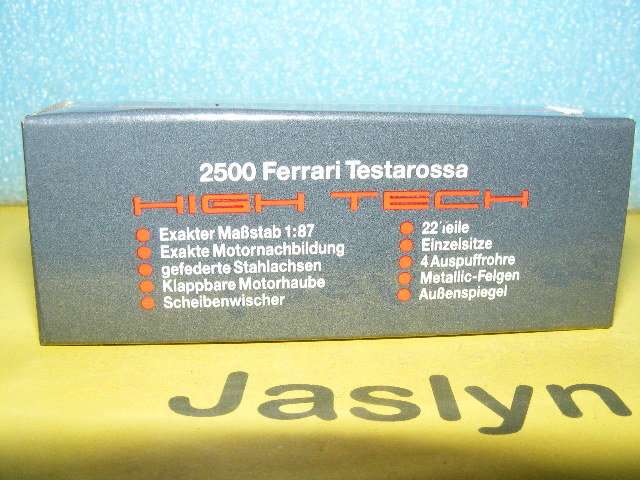 2500 Ferrari Testarossa
HIGH TECH
Exakter Maßstab 1:87
Exakte Motornachbildung
gefederte Stahlachsen
Klappbare Motorhaube
Scheibenwischer
22 Teile
Einzelsitze
4 Auspuffrohre
Metallic-Felgen
Außenspiegel
Jaslyn